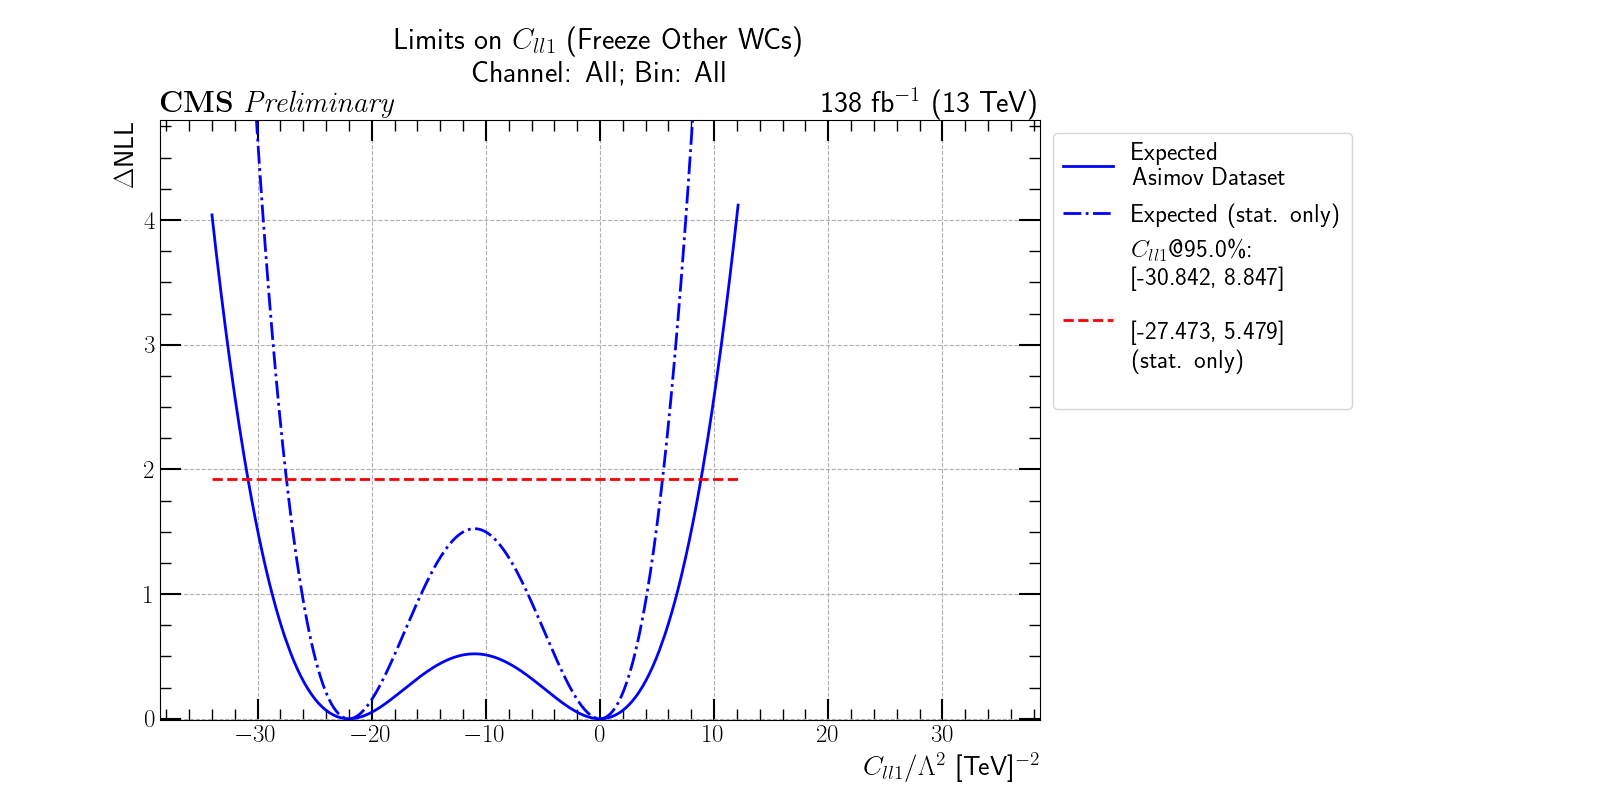 Limits on C_{ll1} (Freeze Other WCs)
Channel: All; Bin: All
CMS Preliminary
138 fb^{-1} (13 TeV)
ΔNLL
4
3
2
1
0
−30 −20 −10 0 10 20 30
C_{ll1}/Λ^2 [TeV]^{−2}
Expected
Asimov Dataset
Expected (stat. only)
C_{ll1}@95.0%:
[-30.842, 8.847]
[-27.473, 5.479]
(stat. only)